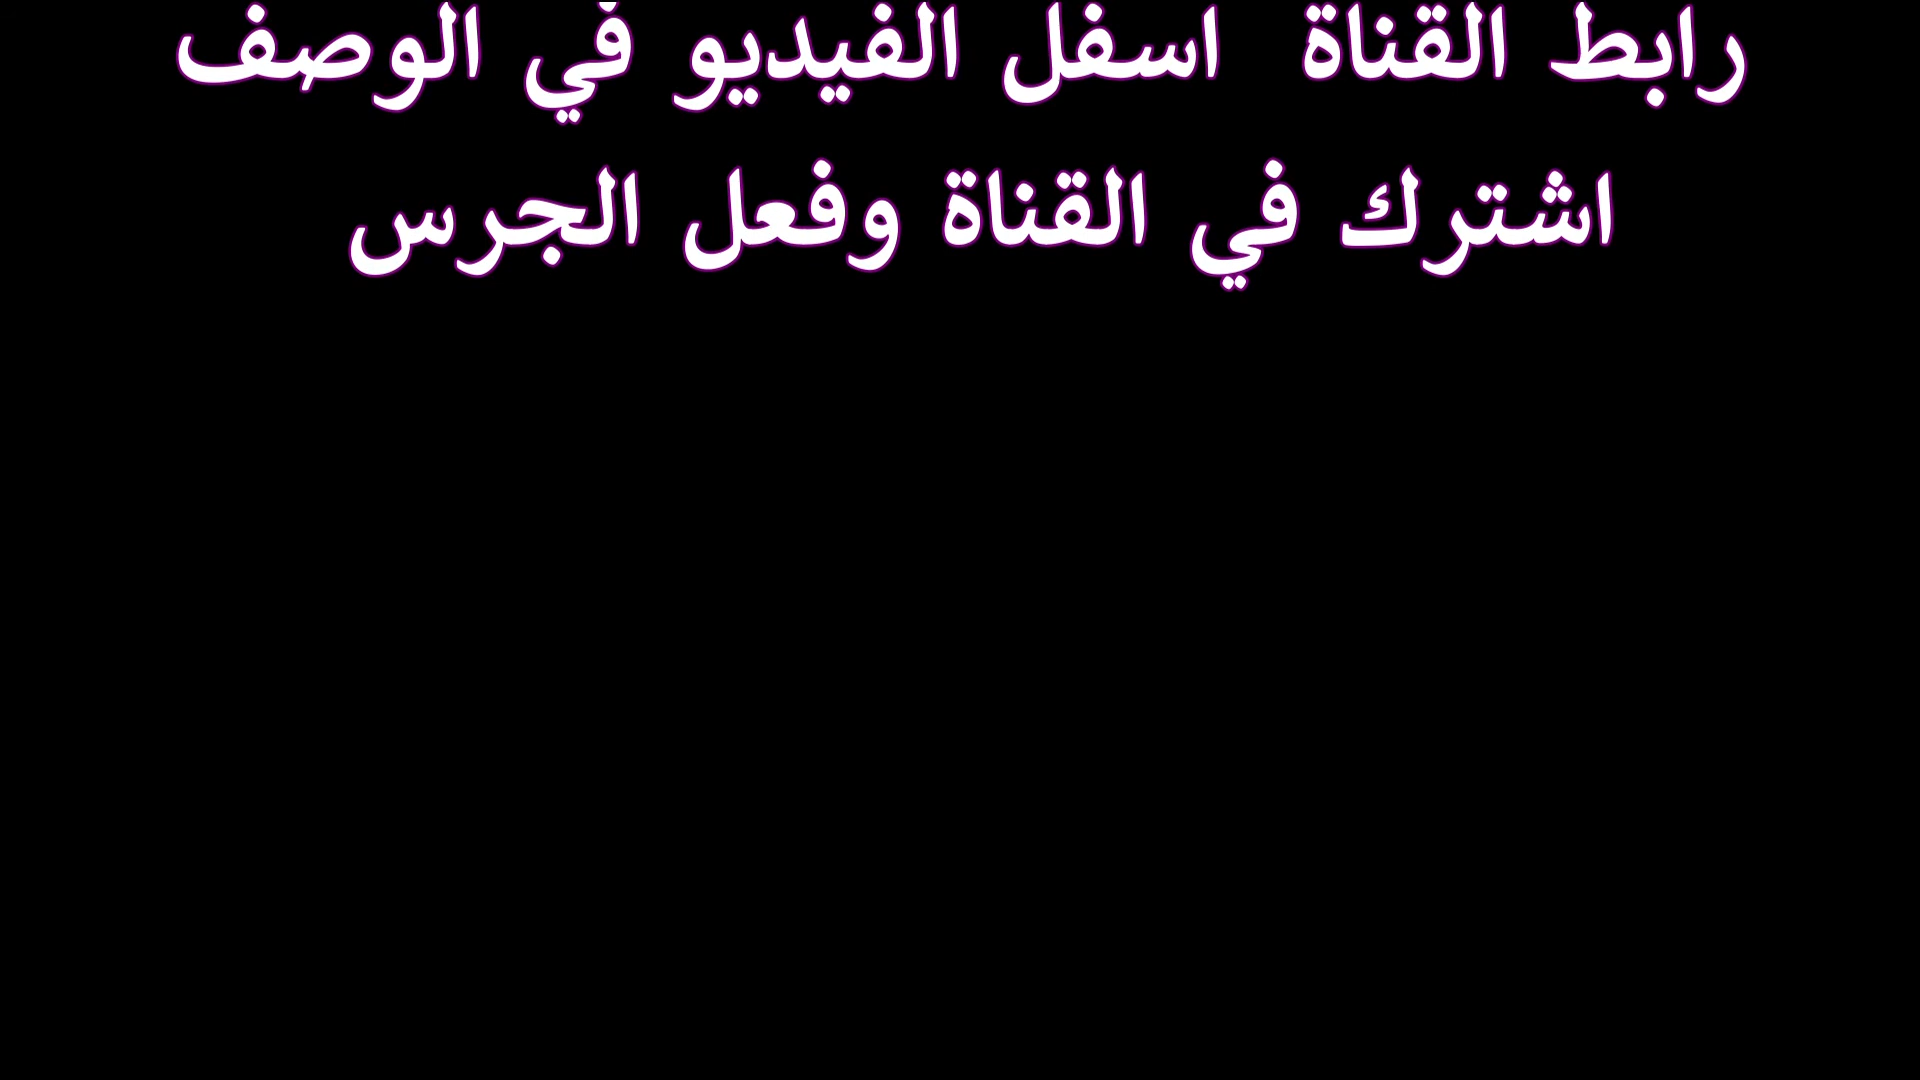 رابط القناة  اسفل الفيديو في الوصف
اشترك في القناة وفعل الجرس